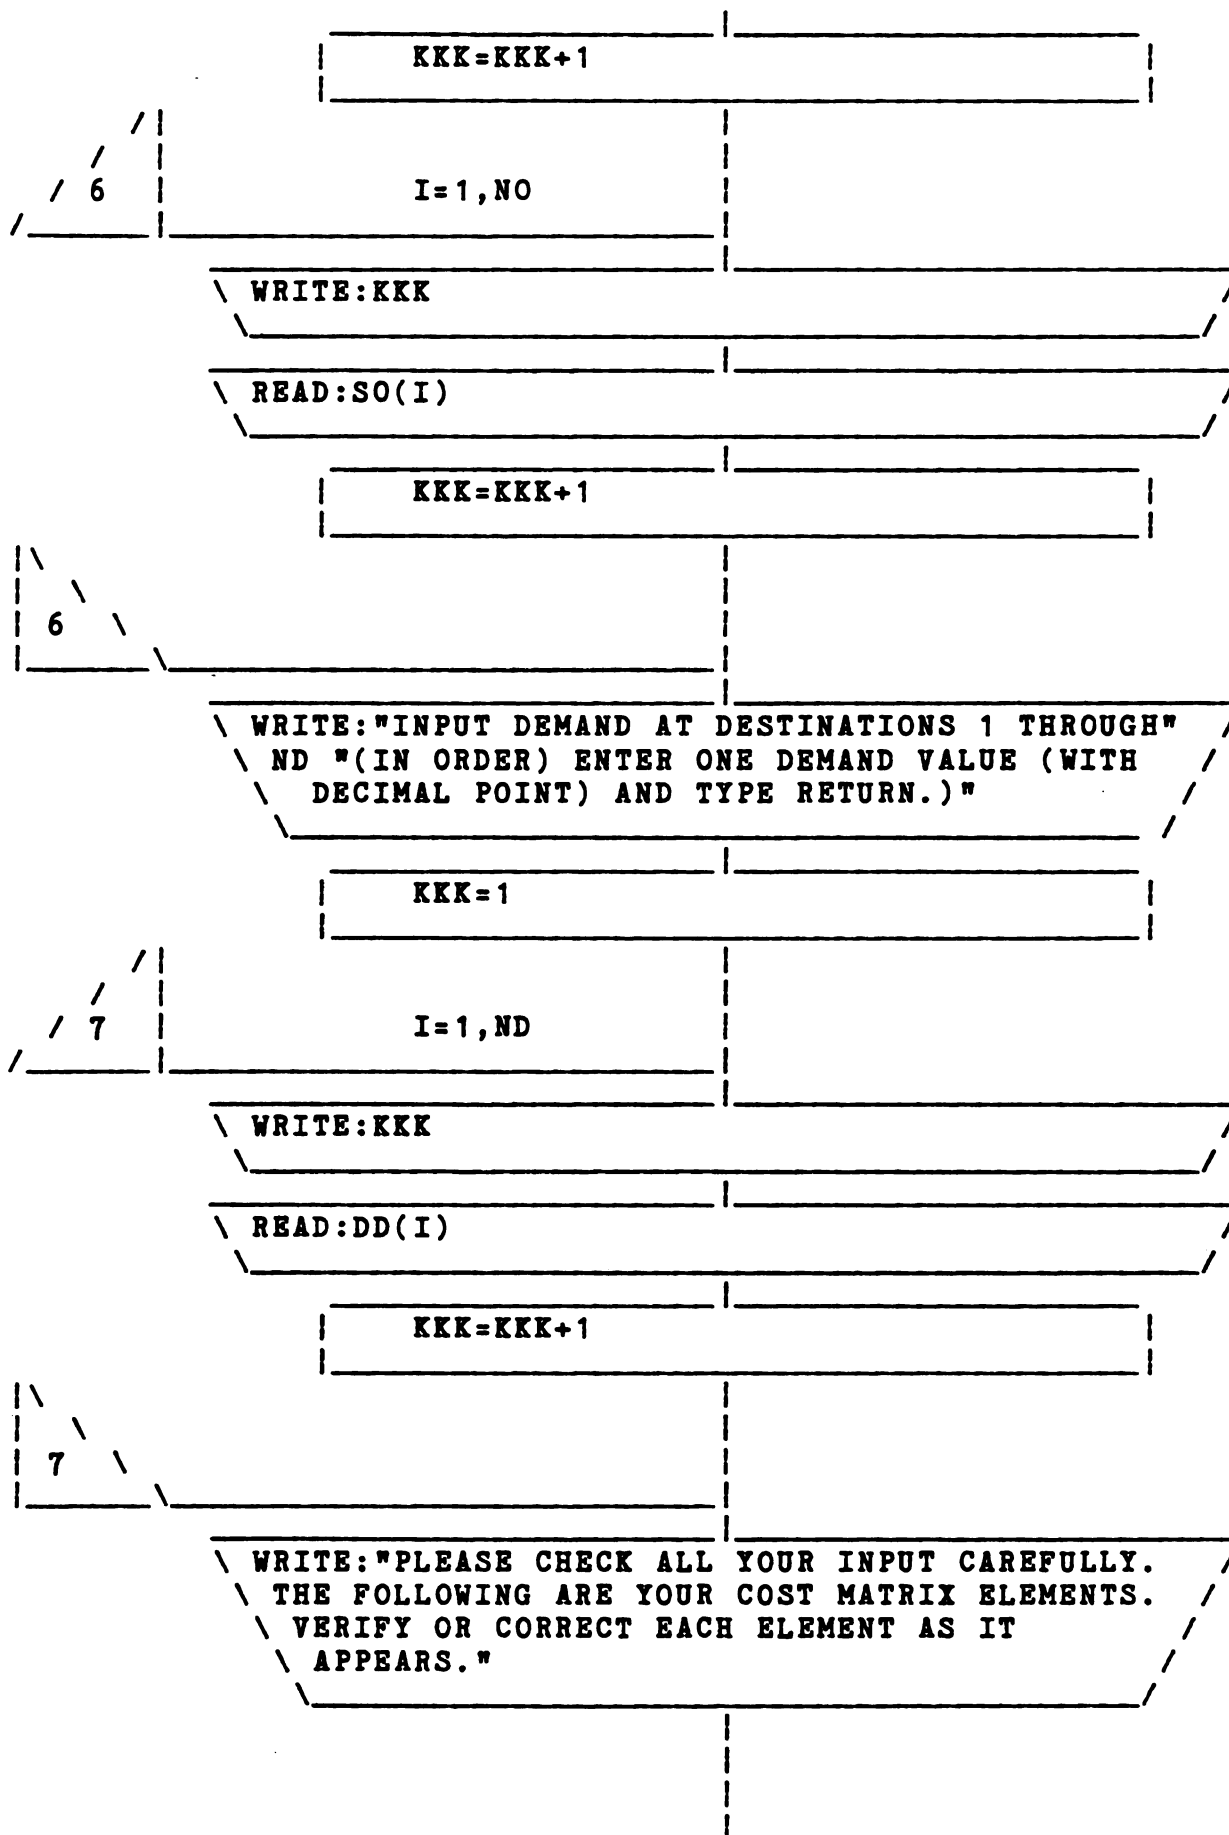 KKK=KKK+1
6
I=1,NO
WRITE:KKK
READ:SO(I)
KKK=KKK+1
6
WRITE:"INPUT DEMAND AT DESTINATIONS 1 THROUGH"
ND "(IN ORDER) ENTER ONE DEMAND VALUE (WITH
DECIMAL POINT) AND TYPE RETURN.)"
KKK=1
7
I=1,ND
WRITE:KKK
READ:DD(I)
KKK=KKK+1
7
WRITE:"PLEASE CHECK ALL YOUR INPUT CAREFULLY.
THE FOLLOWING ARE YOUR COST MATRIX ELEMENTS.
VERIFY OR CORRECT EACH ELEMENT AS IT
APPEARS."